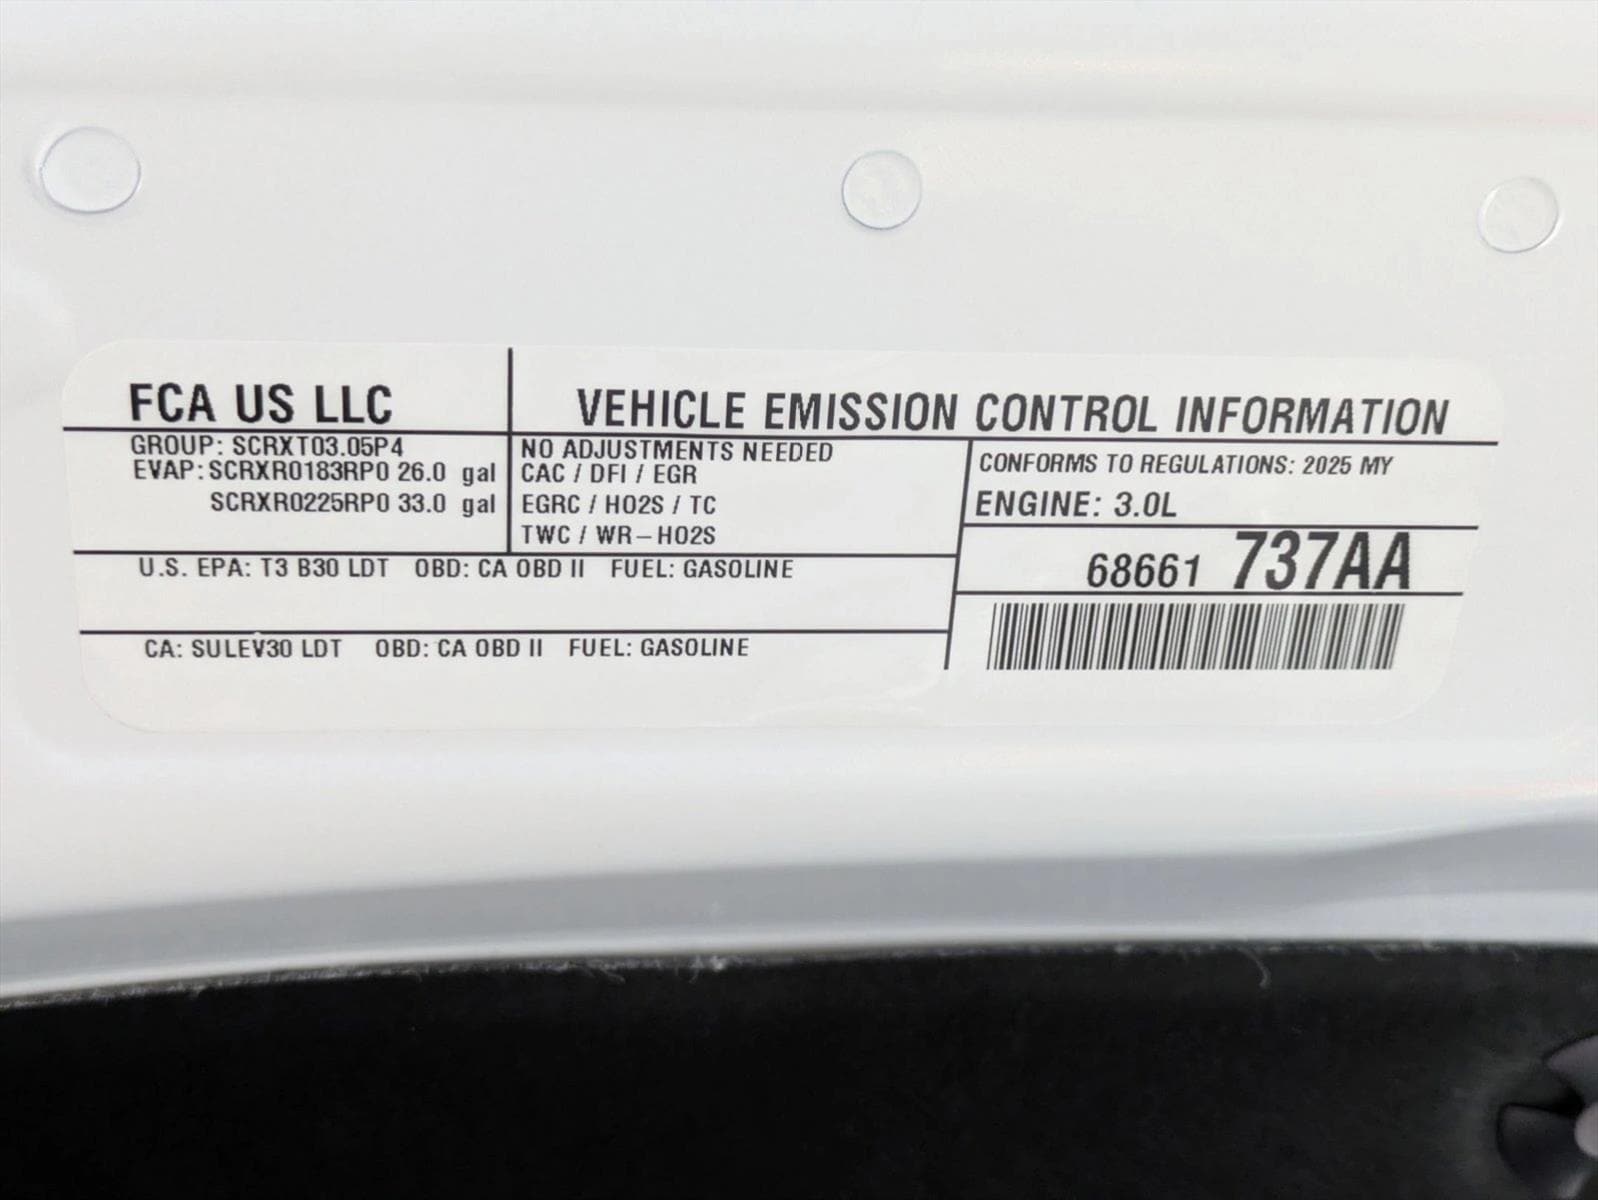 FCA US LLC
VEHICLE EMISSION CONTROL INFORMATION
GROUP: SCRXT03.05P4
EVAP: SCRXR0183RP0 26.0 gal
SCRXR0225RP0 33.0 gal
NO ADJUSTMENTS NEEDED
CAC / DFI / EGR
EGRC / HO2S / TC
TWC / WR-HO2S
CONFORMS TO REGULATIONS: 2025 MY
ENGINE: 3.0L
68661 737AA
U.S. EPA: T3 B30 LDT OBD: CA OBD II FUEL: GASOLINE
CA: SULEV30 LDT OBD: CA OBD II FUEL: GASOLINE